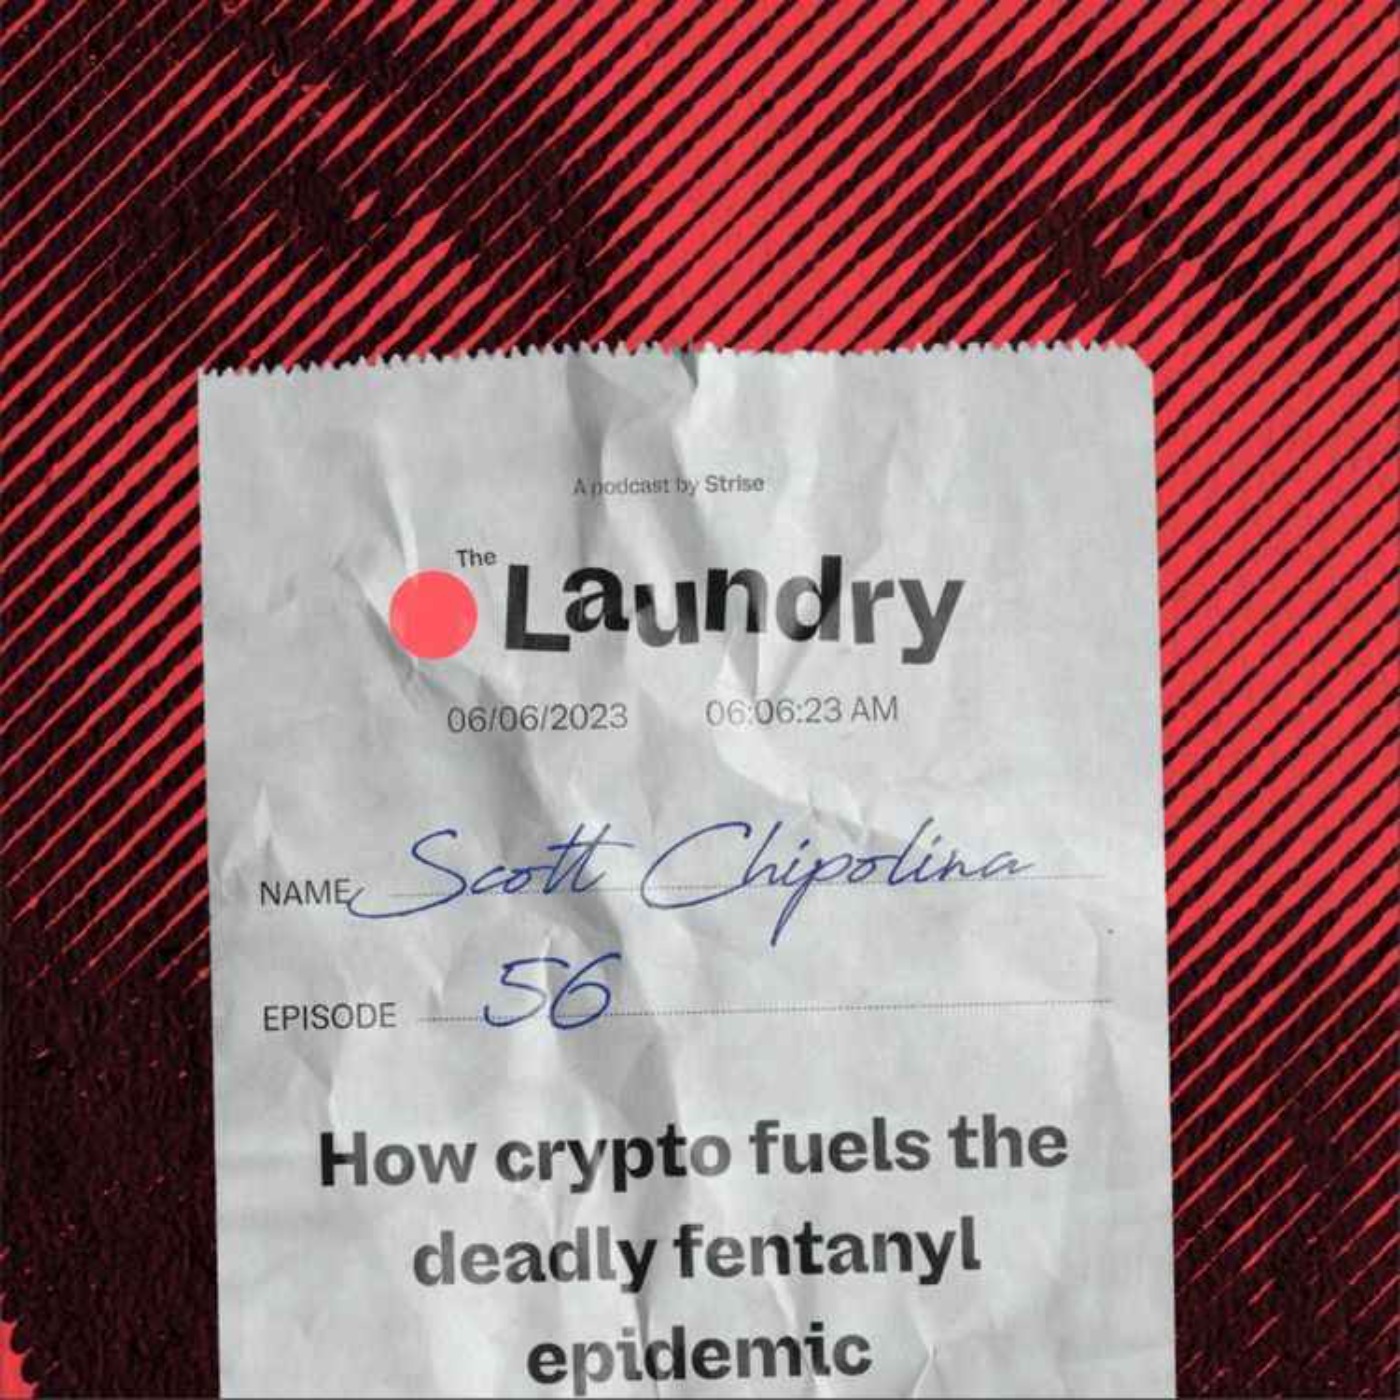 A podcast by Strise
The Laundry
06/06/2023 06:06:23 AM
NAME Scott Chipolina
EPISODE 56
How crypto fuels the
deadly fentanyl
epidemic